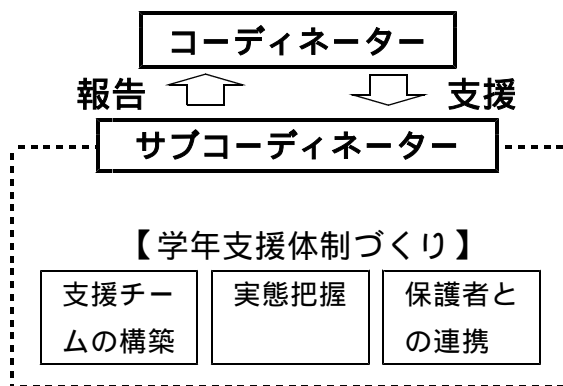 コーディネーター
報告 支援
サブコーディネーター
【学年支援体制づくり】
支援チー
ムの構築
実態把握
保護者と
の連携